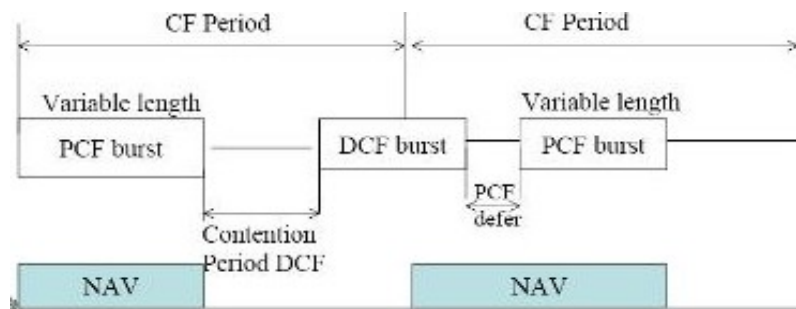 CF Period
CF Period
Variable length
Variable length
PCF burst
DCF burst
PCF burst
PCF
defer
Contention
Period DCF
NAV
NAV